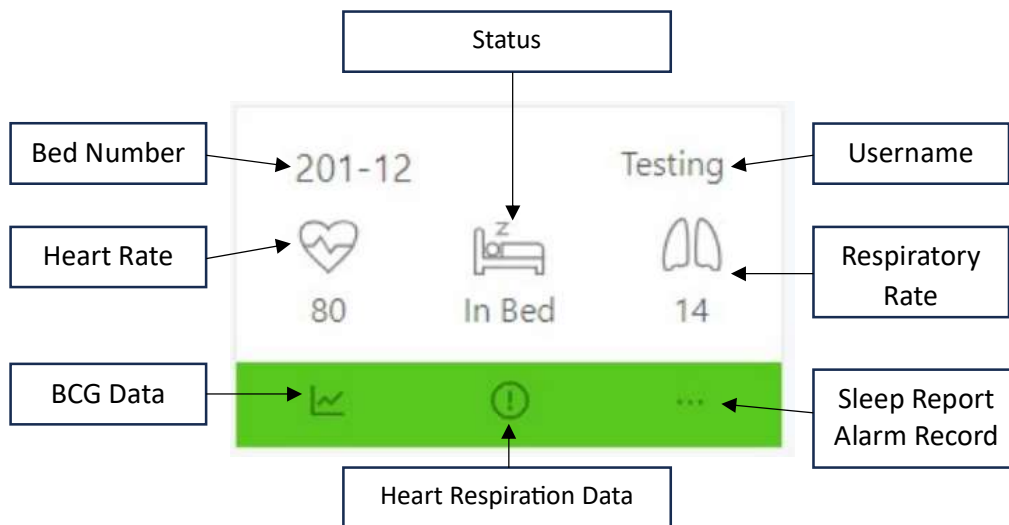 Status
Bed Number
201-12
Testing
Username
Heart Rate
z
Respiratory
Rate
80
In Bed
14
BCG Data
Sleep Report
Alarm Record
Heart Respiration Data